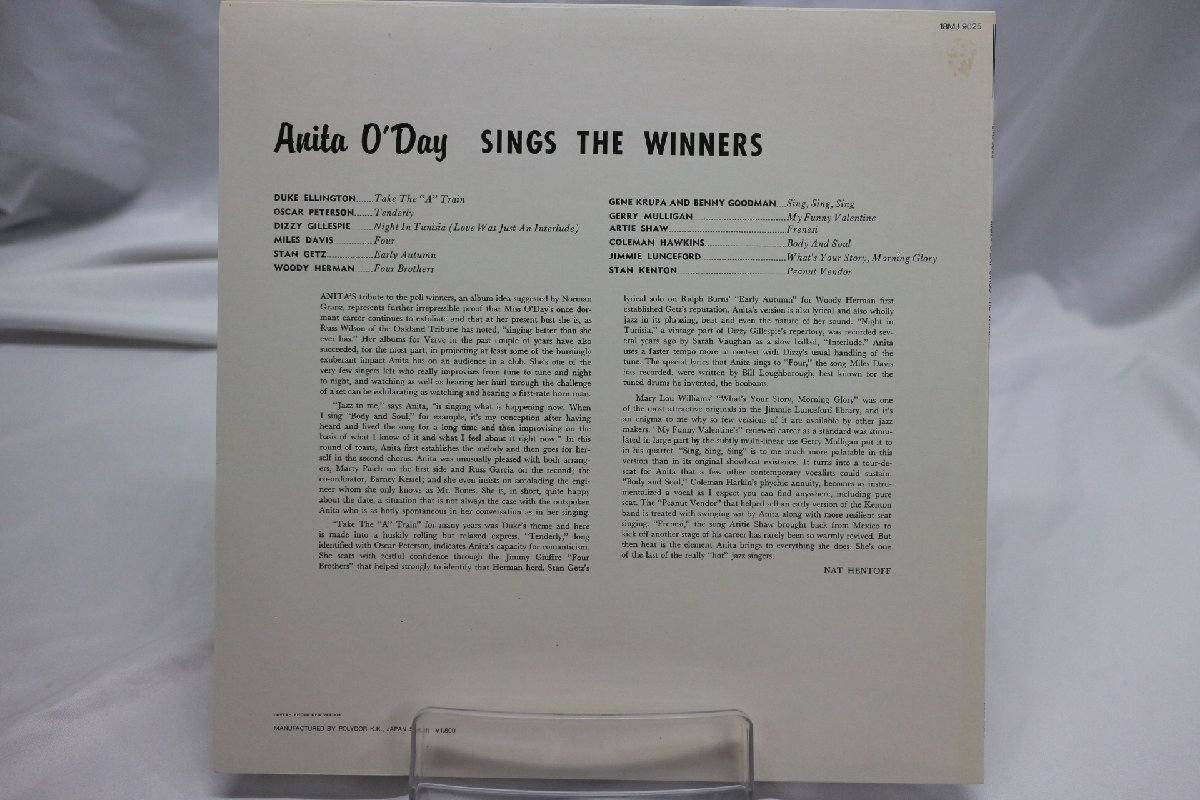 18MJ 9025
Anita O'Day SINGS THE WINNERS
DUKE ELLINGTON.......Take The "A" Train
OSCAR PETERSON.......Tenderly
DIZZY GILLESPIE.......Night In Tunisia (Love Was Just An Interlude)
MILES DAVIS..............Four
STAN GETZ................Early Autumn
WOODY HERMAN.......Four Brothers
GENE KRUPA AND BENNY GOODMAN....Sing, Sing, Sing
GERRY MULLIGAN ................................My Funny Valentine
ARTIE SHAW........................................Frenesi
COLEMAN HAWKINS............................Body And Soul
JIMMIE LUNCEFORD.............................What's Your Story, Morning Glory
STAN KENTON .....................................Peanut Vendor
ANITA'S tribute to the poll winners, an album idea suggested by Norman
Granz, represents further irrepressible proof that Miss O'Day's once dor-
mant career continues to exfoliate and that at her present best she is, as
Russ Wilson of the Oakland Tribune has noted, "singing better than she
ever has." Her albums for Verve in the past couple of years have also
succeeded, for the most part, in projecting at least some of the burningly
exuberant impact Anita has on an audience in a club. She's one of the
very few singers left who really improvises from tune to tune and night
to night, and watching as well as hearing her hurl through the challenge
of a set can be exhilarating as watching and hearing a first-rate horn man.
"Jazz to me," says Anita, "is singing what is happening now. When
I sing "Body and Soul," for example, it's my conception after having
heard and lived the song for a long time and then improvising on the
basis of what I know of it and what I feel about it right now." In this
round of toasts, Anita first establishes the melody and then goes for her-
self in the second chorus. Anita was unusually pleased with both arrang-
ers, Marty Paich on the first side and Russ Garcia on the second; the
co-ordinator, Barney Kessel; and she even insists on accolading the engi-
neer whom she only knows as Mr. Bones. She is, in short, quite happy
about the date, a situation that is not always the case with the outspoken
Anita who is as hotly spontaneous in her conversation as in her singing.
"Take The "A" Train" for many years was Duke's theme and here
is made into a huskily rolling but relaxed express. "Tenderly," long
identified with Oscar Peterson, indicates Anita's capacity for romanticism.
She scats with zestful confidence through the Jimmy Giuffre "Four
Brothers" that helped strongly to identify that Herman herd. Stan Getz's
lyrical solo on Ralph Burns' "Early Autumn" for Woody Herman first
established Getz's reputation. Anita's version is also lyrical and also wholly
jazz in its phrasing, beat and even the nature of her sound. "Night in
Tunisia," a vintage part of Dizzy Gillespie's repertory, was recorded sev-
eral years ago by Sarah Vaughan as a slow ballad, "Interlude." Anita
uses a faster tempo more in context with Dizzy's usual handling of the
tune. The special lyrics that Anita sings to "Four," the song Miles Davis
has recorded, were written by Bill Loughborough, best known for the
tuned drums he invented, the boobams.
Mary Lou Williams' "What's Your Story, Morning Glory" was one
of the most attractive originals in the Jimmie Lunceford library, and it's
an enigma to me why so few versions of it are available by other jazz
makers. "My Funny Valentine's" renewed career as a standard was stimu-
lated in large part by the subtly multi-linear use Gerry Mulligan put it to
in his quartet. "Sing, Sing, Sing" is to me much more palatable in this
version than in its original showboat existence. It turns into a tour-de-
scat for Anita that a few other contemporary vocalists could sustain.
"Body and Soul," Coleman Harkin's phychic annuity, becomes as instru-
mentalized a vocal as I expect you can find anywhere, including pure
scat. The "Peanut Vendor" that helped sell an early version of the Kenton
band is treated with swinging wit by Anita along with more resilient scat
singing. "Frenesi," the song Aritie Shaw brought back from Mexico to
kick off another stage of his career has rarely been so warmly revived. But
then heat is the element Anita brings to everything she does. She's one
of the last of the really "hot" jazz singers.
NAT HENTOFF
MANUFACTURED BY POLYDOR K.K., JAPAN ¥1,800